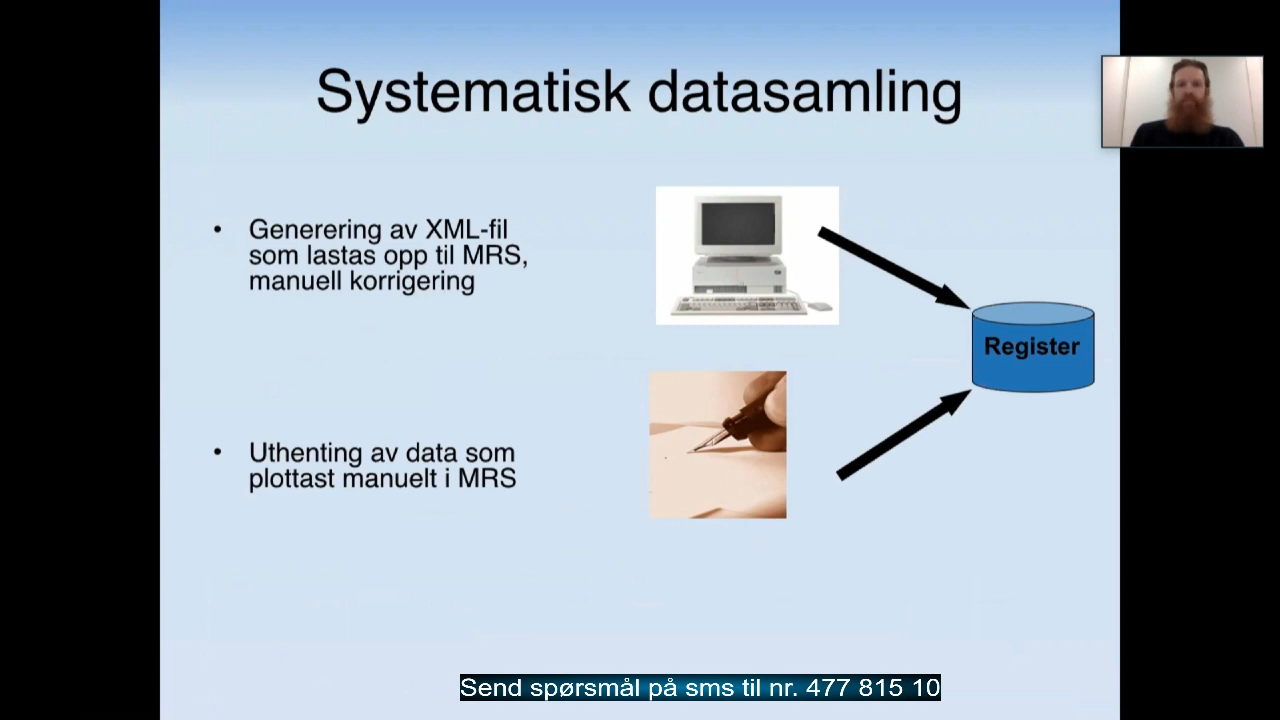 Systematisk datasamling
• Generering av XML-fil
som lastas opp til MRS,
manuell korrigering
Register
• Uthenting av data som
plottast manuelt i MRS
Send spørsmål på sms til nr. 477 815 10